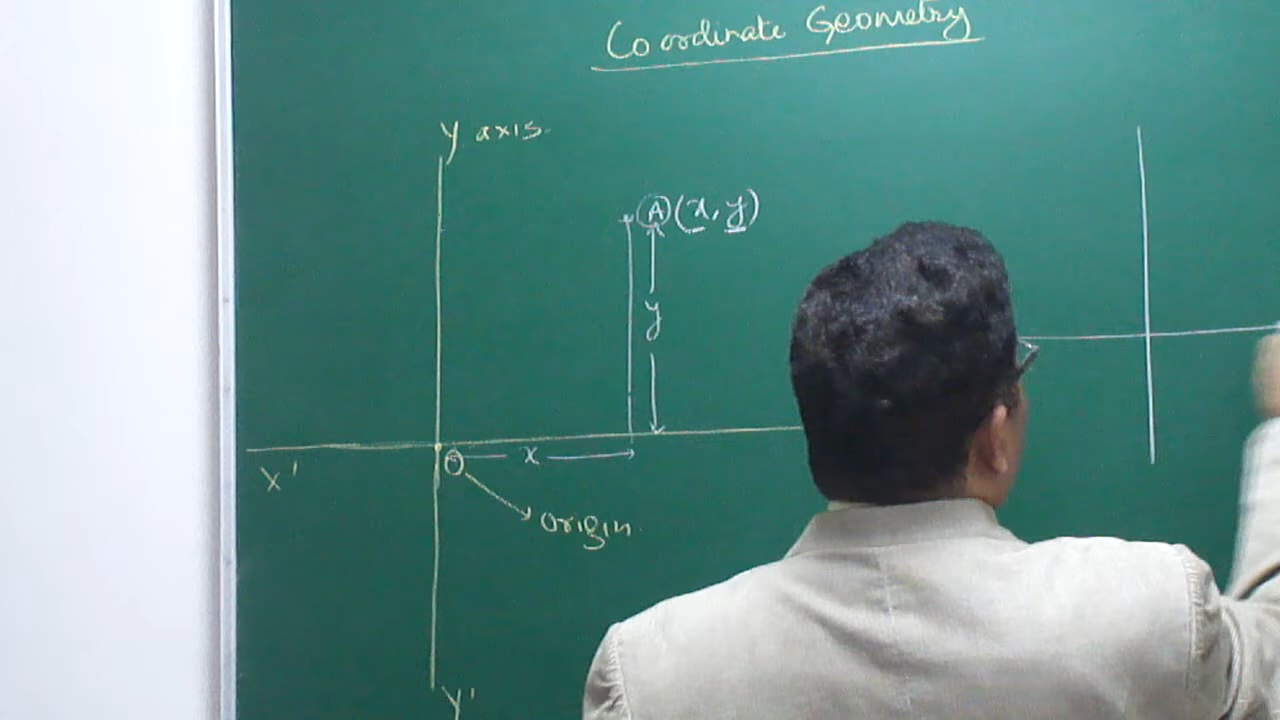 Coordinate Geometry
Y axis
A (x, y)
y
X'
O
x
Origin
Y'